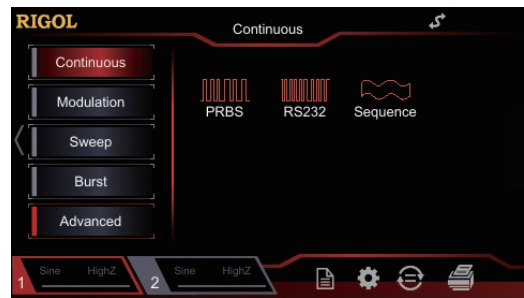 RIGOL
Continuous
Continuous
Modulation
Sweep
Burst
Advanced
PRBS RS232 Sequence
1 Sine HighZ 2 Sine HighZ